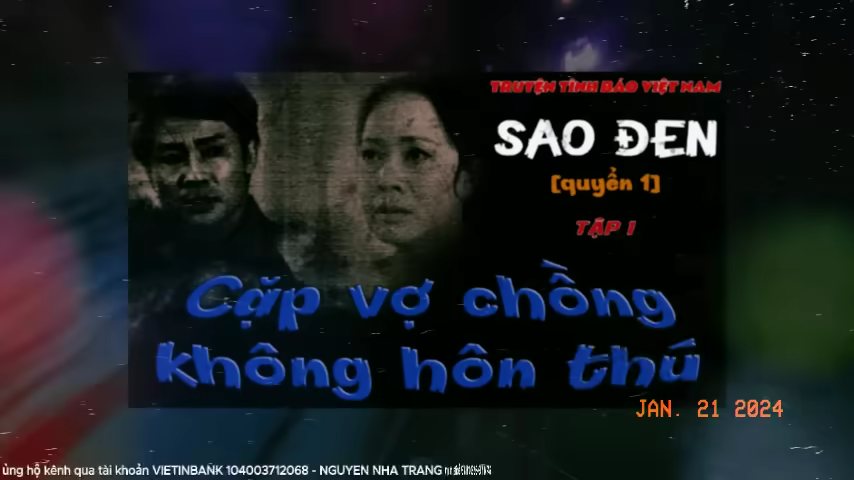 TRUYỆN TÌNH BÁO VIỆT NAM
SAO ĐEN
[quyển 1]
TẬP 1
Cặp vợ chồng
không hôn thú
JAN. 21 2024
ủng hộ kênh qua tài khoản VIETINBANK 104003712068 - NGUYEN NHA TRANG